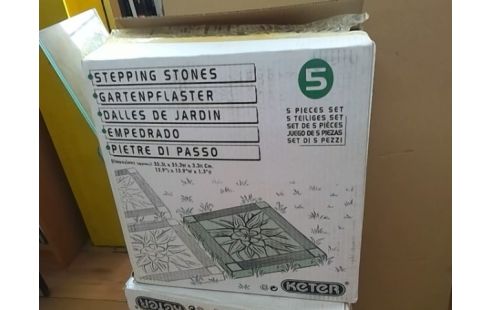 STEPPING STONES
GARTENPFLASTER
DALLES DE JARDIN
EMPEDRADO
PIETRE DI PASSO
5
5 PIECES SET
5 TEILIGES SET
SET DE 5 PIÈCES
JUEGO DE 5 PIEZAS
SET DI 5 PEZZI
KETER
KETER